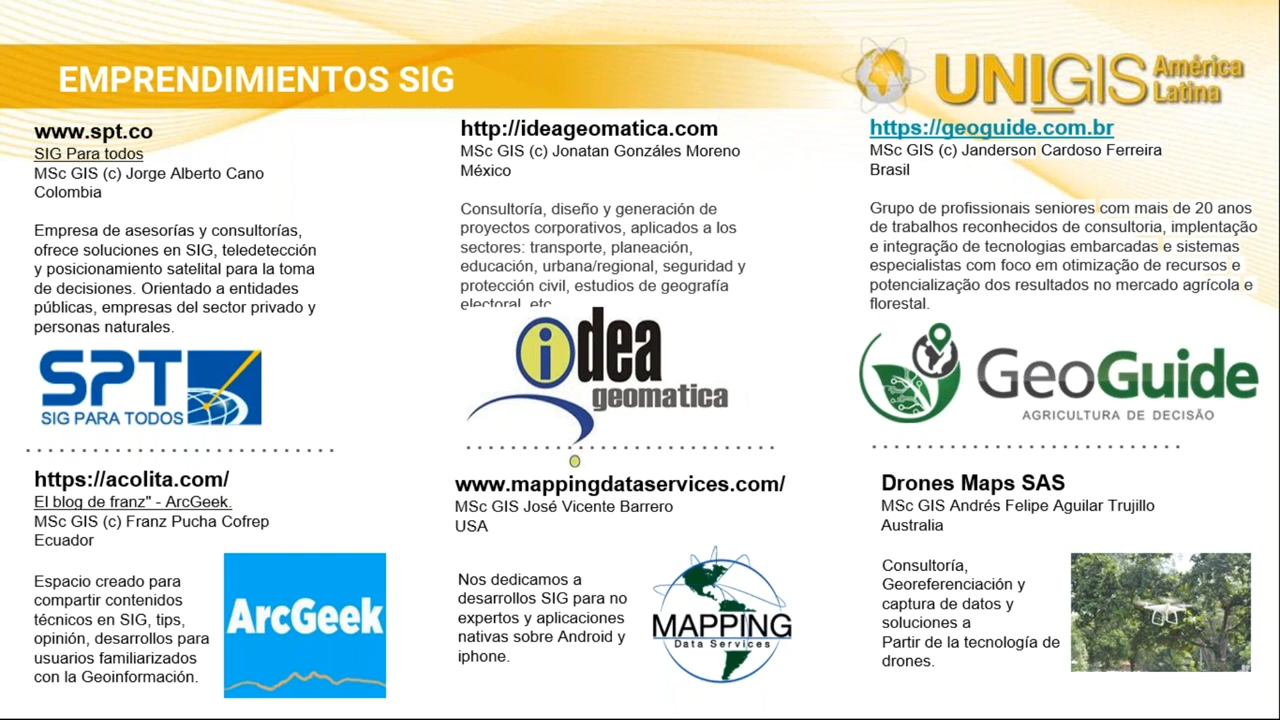 EMPRENDIMIENTOS SIG
UNIGIS América
Latina
www.spt.co
SIG Para todos
MSc GIS (c) Jorge Alberto Cano
Colombia
Empresa de asesorías y consultorías,
ofrece soluciones en SIG, teledetección
y posicionamiento satelital para la toma
de decisiones. Orientado a entidades
públicas, empresas del sector privado y
personas naturales.
SPT
SIG PARA TODOS
http://ideageomatica.com
MSc GIS (c) Jonatan Gonzáles Moreno
México
Consultoría, diseño y generación de
proyectos corporativos, aplicados a los
sectores: transporte, planeación,
educación, urbana/regional, seguridad y
protección civil, estudios de geografía
electoral, etc
idea
geomatica
https://geoguide.com.br
MSc GIS (c) Janderson Cardoso Ferreira
Brasil
Grupo de profissionais seniores com mais de 20 anos
de trabalhos reconhecidos de consultoria, implantação
e integração de tecnologias embarcadas e sistemas
especialistas com foco em otimização de recursos e
potencialização dos resultados no mercado agrícola e
florestal.
GeoGuide
AGRICULTURA DE DECISÃO
https://acolita.com/
El blog de franz" - ArcGeek.
MSc GIS (c) Franz Pucha Cofrep
Ecuador
Espacio creado para
compartir contenidos
técnicos en SIG, tips,
opinión, desarrollos para
usuarios familiarizados
con la Geoinformación.
ArcGeek
www.mappingdataservices.com/
MSc GIS José Vicente Barrero
USA
Nos dedicamos a
desarrollos SIG para no
expertos y aplicaciones
nativas sobre Android y
iphone.
MAPPING
Data Services
Drones Maps SAS
MSc GIS Andrés Felipe Aguilar Trujillo
Australia
Consultoría,
Georeferenciación y
captura de datos y
soluciones a
Partir de la tecnología de
drones.